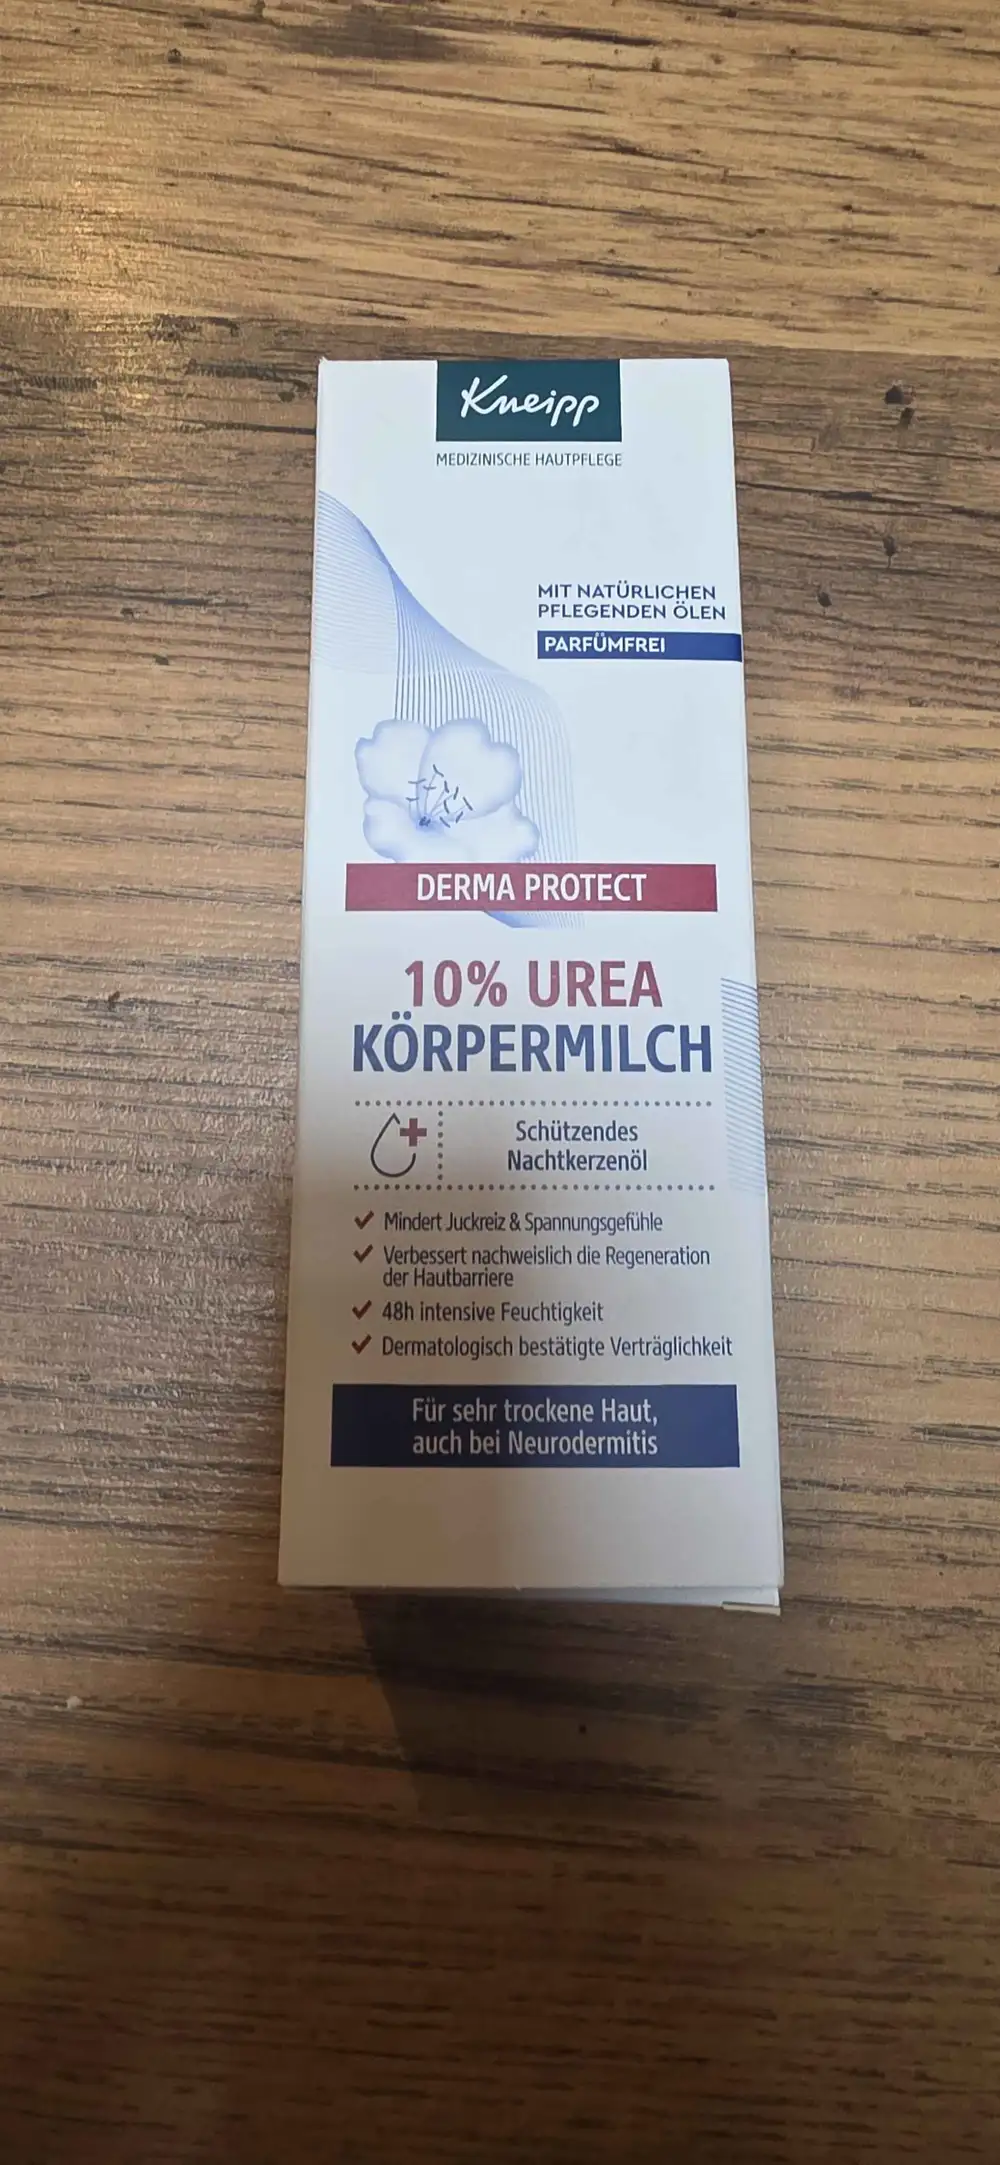 Kneipp
MEDIZINISCHE HAUTPFLEGE
MIT NATÜRLICHEN
PFLEGENDEN ÖLEN
PARFÜMFREI
DERMA PROTECT
10% UREA
KÖRPERMILCH
Schützendes
Nachtkerzenöl
Mindert Juckreiz & Spannungsgefühle
Verbessert nachweislich die Regeneration
der Hautbarriere
48h intensive Feuchtigkeit
Dermatologisch bestätigte Verträglichkeit
Für sehr trockene Haut,
auch bei Neurodermitis